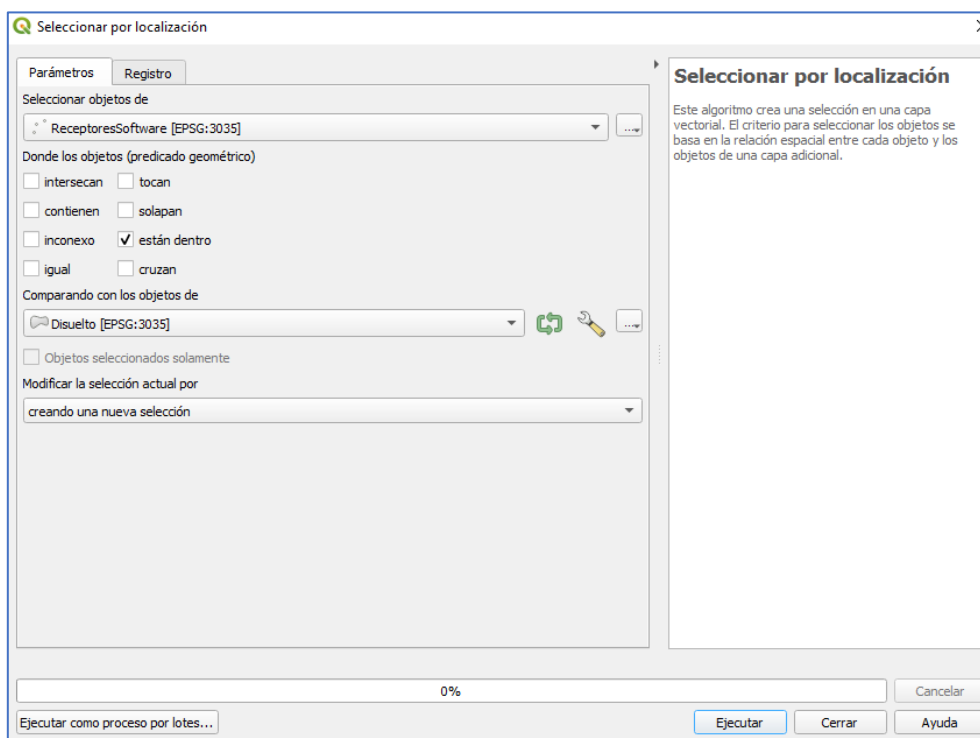 Seleccionar por localización
Parámetros
Registro
Seleccionar objetos de
ReceptoresSoftware [EPSG:3035]
...
Donde los objetos (predicado geométrico)
intersecan
tocan
contienen
solapan
inconexo
están dentro
igual
cruzan
Comparando con los objetos de
Disuelto [EPSG:3035]
...
Objetos seleccionados solamente
Modificar la selección actual por
creando una nueva selección
Seleccionar por localización
Este algoritmo crea una selección en una capa
vectorial. El criterio para seleccionar los objetos se
basa en la relación espacial entre cada objeto y los
objetos de una capa adicional.
0%
Cancelar
Ejecutar como proceso por lotes...
Ejecutar
Cerrar
Ayuda